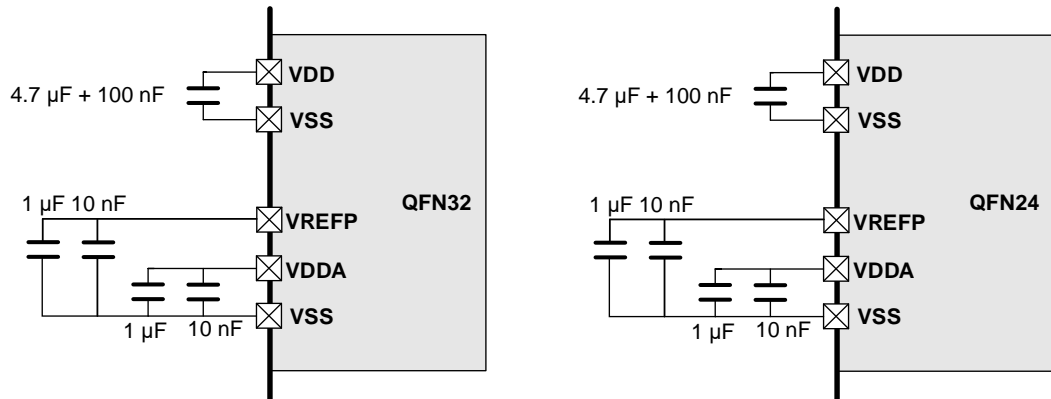 VDD
4.7 µF + 100 nF
VSS
QFN32
1 µF 10 nF
VREFP
VDDA
VSS
1 µF
10 nF
VDD
4.7 µF + 100 nF
VSS
QFN24
1 µF 10 nF
VREFP
VDDA
VSS
1 µF
10 nF